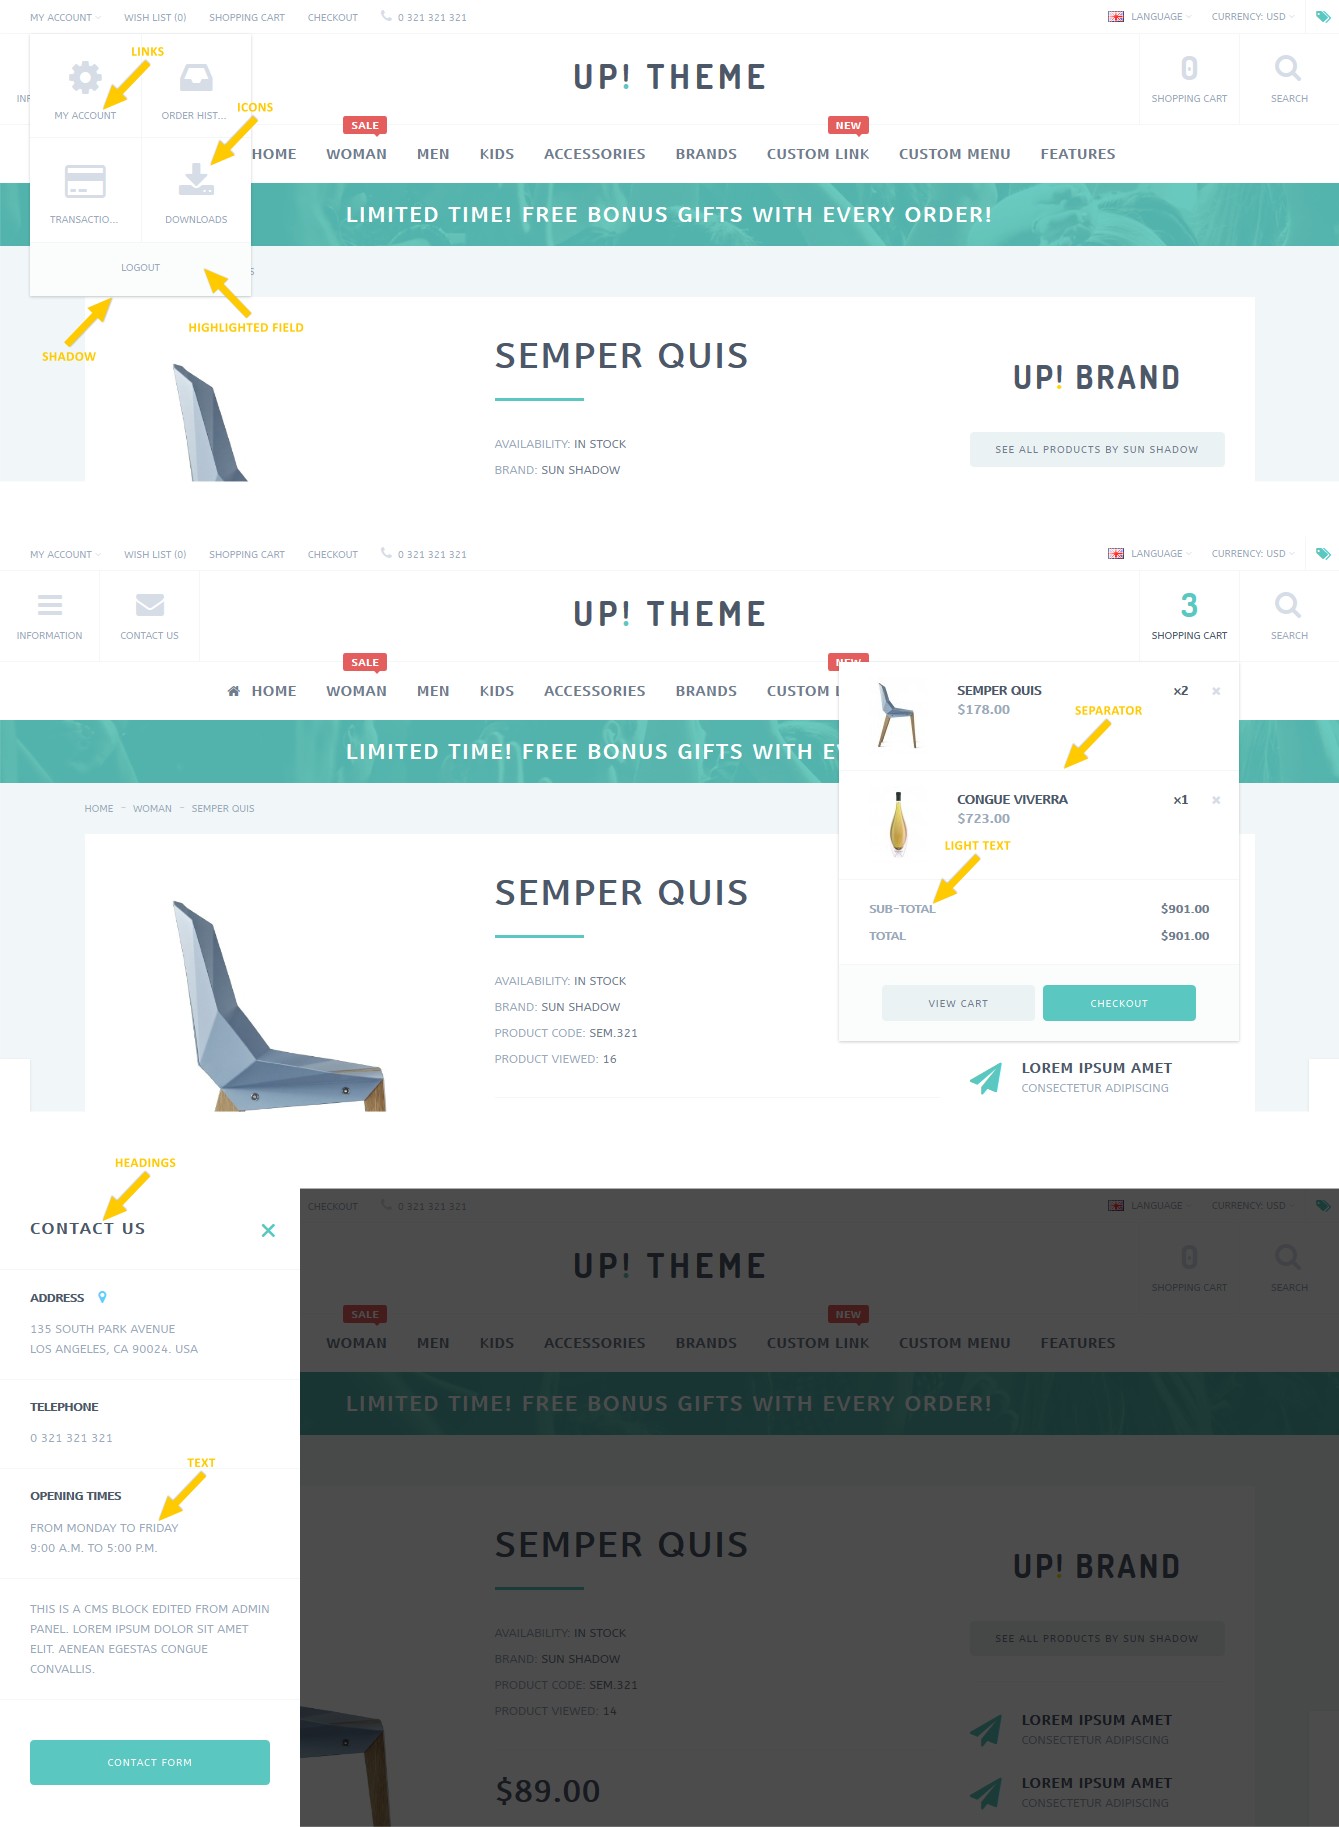 MY ACCOUNT WISH LIST (0) SHOPPING CART CHECKOUT 0 321 321 321 LANGUAGE CURRENCY: USD
LINKS
MY ACCOUNT
ORDER HIST...
ICONS
TRANSACTIO...
DOWNLOADS
LOGOUT
HIGHLIGHTED FIELD
SHADOW
UP! THEME
0
SHOPPING CART SEARCH
SALE NEW
HOME WOMAN MEN KIDS ACCESSORIES BRANDS CUSTOM LINK CUSTOM MENU FEATURES
LIMITED TIME! FREE BONUS GIFTS WITH EVERY ORDER!
SEMPER QUIS
UP! BRAND
AVAILABILITY: IN STOCK
SEE ALL PRODUCTS BY SUN SHADOW
BRAND: SUN SHADOW
MY ACCOUNT WISH LIST (0) SHOPPING CART CHECKOUT 0 321 321 321 LANGUAGE CURRENCY: USD
INFORMATION CONTACT US
UP! THEME
3
SHOPPING CART SEARCH
SALE NEW
HOME WOMAN MEN KIDS ACCESSORIES BRANDS CUSTOM L
LIMITED TIME! FREE BONUS GIFTS WITH EV
HOME - WOMAN - SEMPER QUIS
SEMPER QUIS x2 ×
$178.00
SEPARATOR
CONGUE VIVERRA x1 ×
$723.00
LIGHT TEXT
SUB-TOTAL $901.00
TOTAL $901.00
VIEW CART CHECKOUT
SEMPER QUIS
AVAILABILITY: IN STOCK
BRAND: SUN SHADOW
PRODUCT CODE: SEM.321
PRODUCT VIEWED: 16
LOREM IPSUM AMET
CONSECTETUR ADIPISCING
HEADINGS
CONTACT US ×
ADDRESS
135 SOUTH PARK AVENUE
LOS ANGELES, CA 90024. USA
TELEPHONE
0 321 321 321
TEXT
OPENING TIMES
FROM MONDAY TO FRIDAY
9:00 A.M. TO 5:00 P.M.
THIS IS A CMS BLOCK EDITED FROM ADMIN
PANEL. LOREM IPSUM DOLOR SIT AMET
ELIT. AENEAN EGESTAS CONGUE
CONVALLIS.
CONTACT FORM
CHECKOUT 0 321 321 321 LANGUAGE CURRENCY: USD
UP! THEME
0
SHOPPING CART SEARCH
SALE NEW
WOMAN MEN KIDS ACCESSORIES BRANDS CUSTOM LINK CUSTOM MENU FEATURES
LIMITED TIME! FREE BONUS GIFTS WITH EVERY ORDER!
SEMPER QUIS
UP! BRAND
AVAILABILITY: IN STOCK
SEE ALL PRODUCTS BY SUN SHADOW
BRAND: SUN SHADOW
PRODUCT CODE: SEM.321
PRODUCT VIEWED: 14
LOREM IPSUM AMET
CONSECTETUR ADIPISCING
$89.00
LOREM IPSUM AMET
CONSECTETUR ADIPISCING